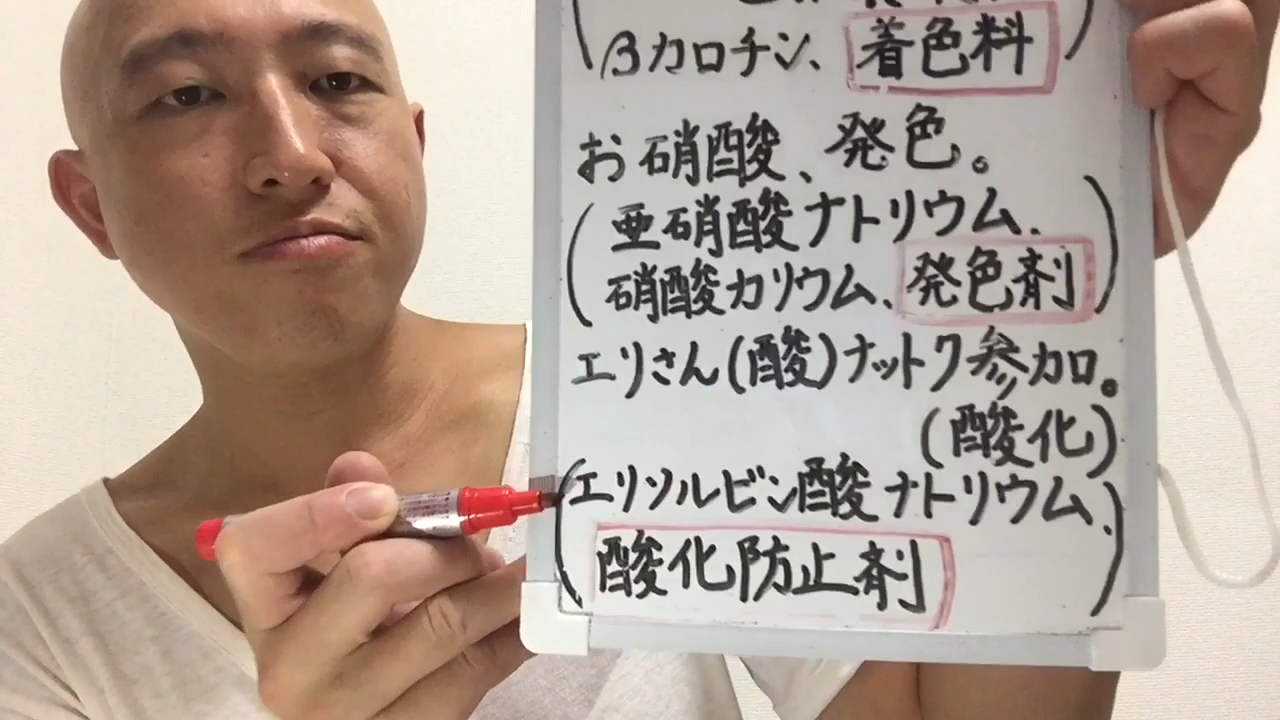 (βカロチン、着色料)
お硝酸、発色。
(亜硝酸ナトリウム、
硝酸カリウム、発色剤)
エリさん(酸)ナットク参カロ。
(酸化)
(エリソルビン酸ナトリウム、
酸化防止剤)